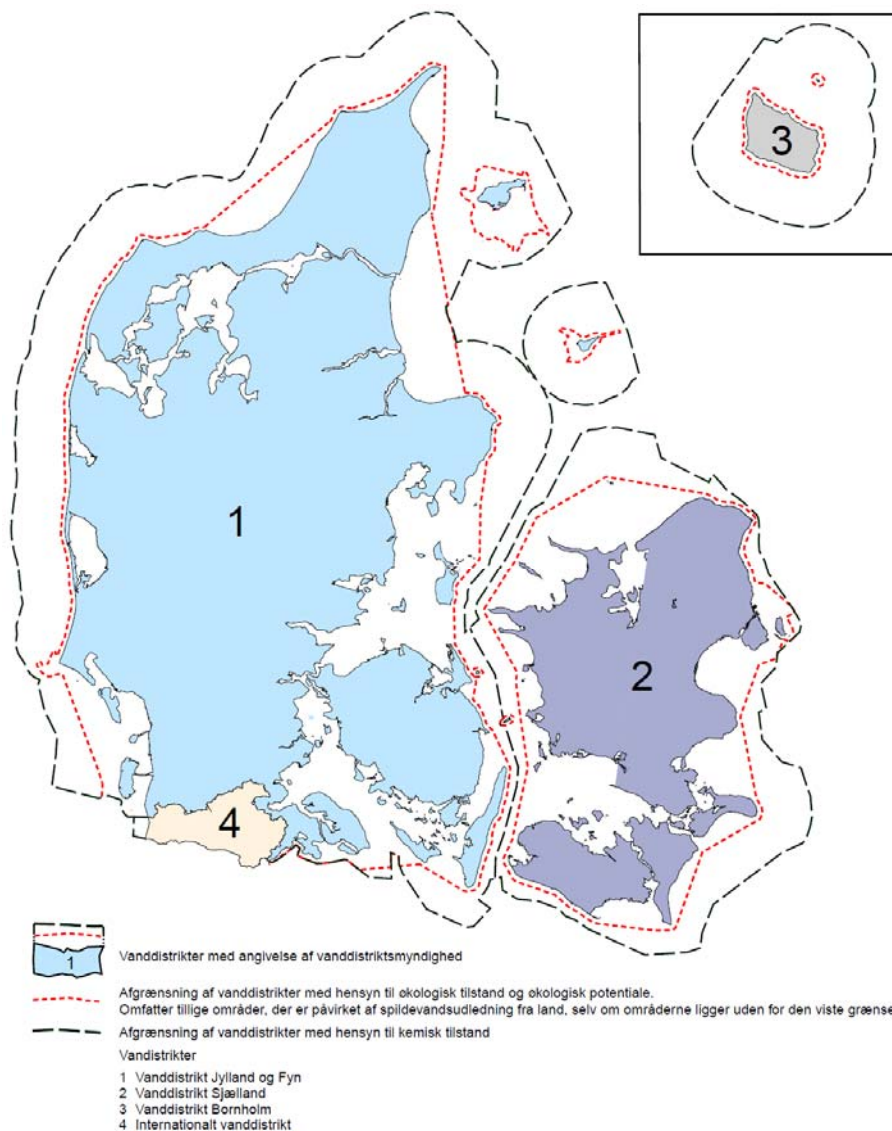 3
1
2
4
1
Vanddistrikter med angivelse af vanddistriktsmyndighed
Afgrænsning af vanddistrikter med hensyn til økologisk tilstand og økologisk potentiale.
Omfatter tillige områder, der er påvirket af spildevandsudledning fra land, selv om områderne ligger uden for den viste grænse
Afgrænsning af vanddistrikter med hensyn til kemisk tilstand
Vandistrikter
1 Vanddistrikt Jylland og Fyn
2 Vanddistrikt Sjælland
3 Vanddistrikt Bornholm
4 Internationalt vanddistrikt